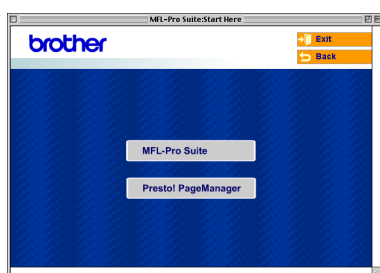 MFL-Pro Suite:Start Here
brother
Exit
Back
MFL-Pro Suite
Presto! PageManager